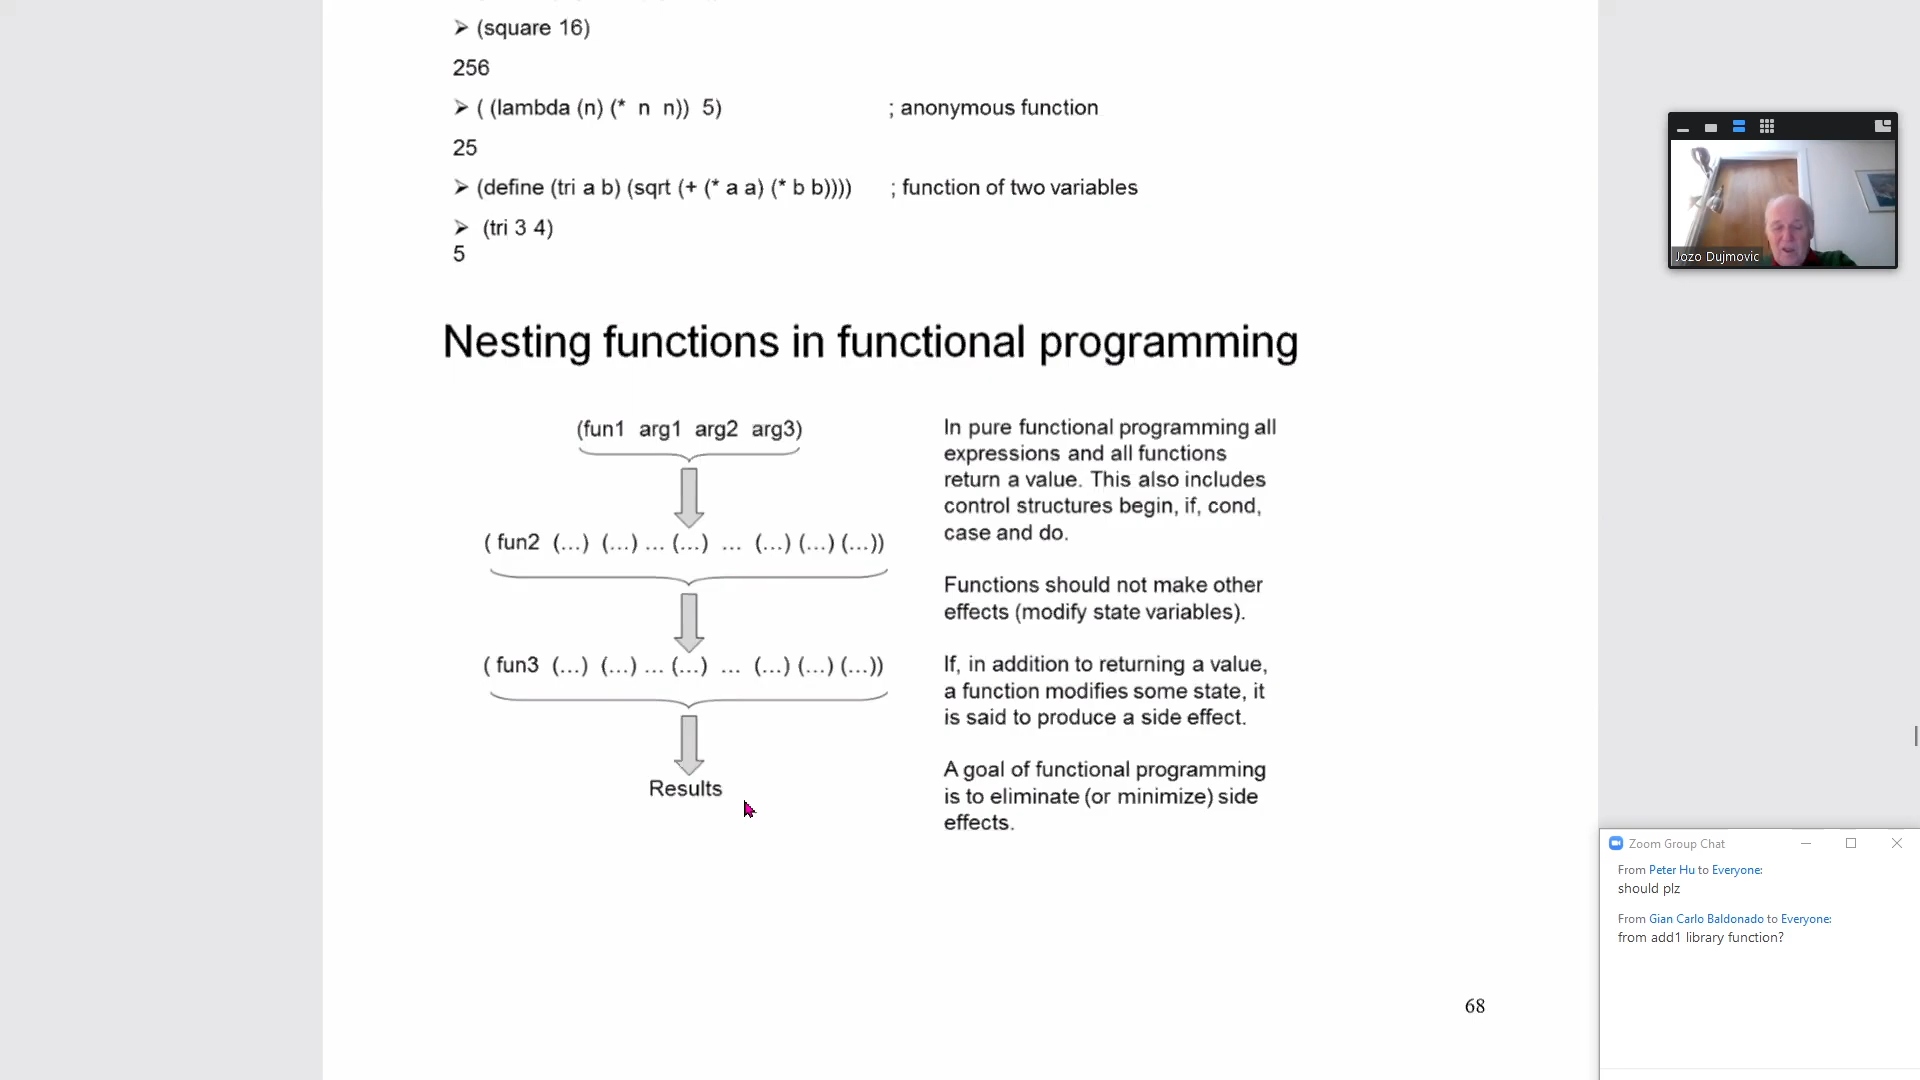 ➢ (square 16)
256
➢ ( (lambda (n) (* n n)) 5) ; anonymous function
25
➢ (define (tri a b) (sqrt (+ (* a a) (* b b)))) ; function of two variables
➢ (tri 3 4)
5
Nesting functions in functional programming
(fun1 arg1 arg2 arg3)
( fun2 (…) (…) … (…) … (…) (…) (…))
( fun3 (…) (…) … (…) … (…) (…) (…))
Results
In pure functional programming all
expressions and all functions
return a value. This also includes
control structures begin, if, cond,
case and do.
Functions should not make other
effects (modify state variables).
If, in addition to returning a value,
a function modifies some state, it
is said to produce a side effect.
A goal of functional programming
is to eliminate (or minimize) side
effects.
68
Jozo Dujmovic
Zoom Group Chat
From Peter Hu to Everyone:
should plz
From Gian Carlo Baldonado to Everyone:
from add1 library function?